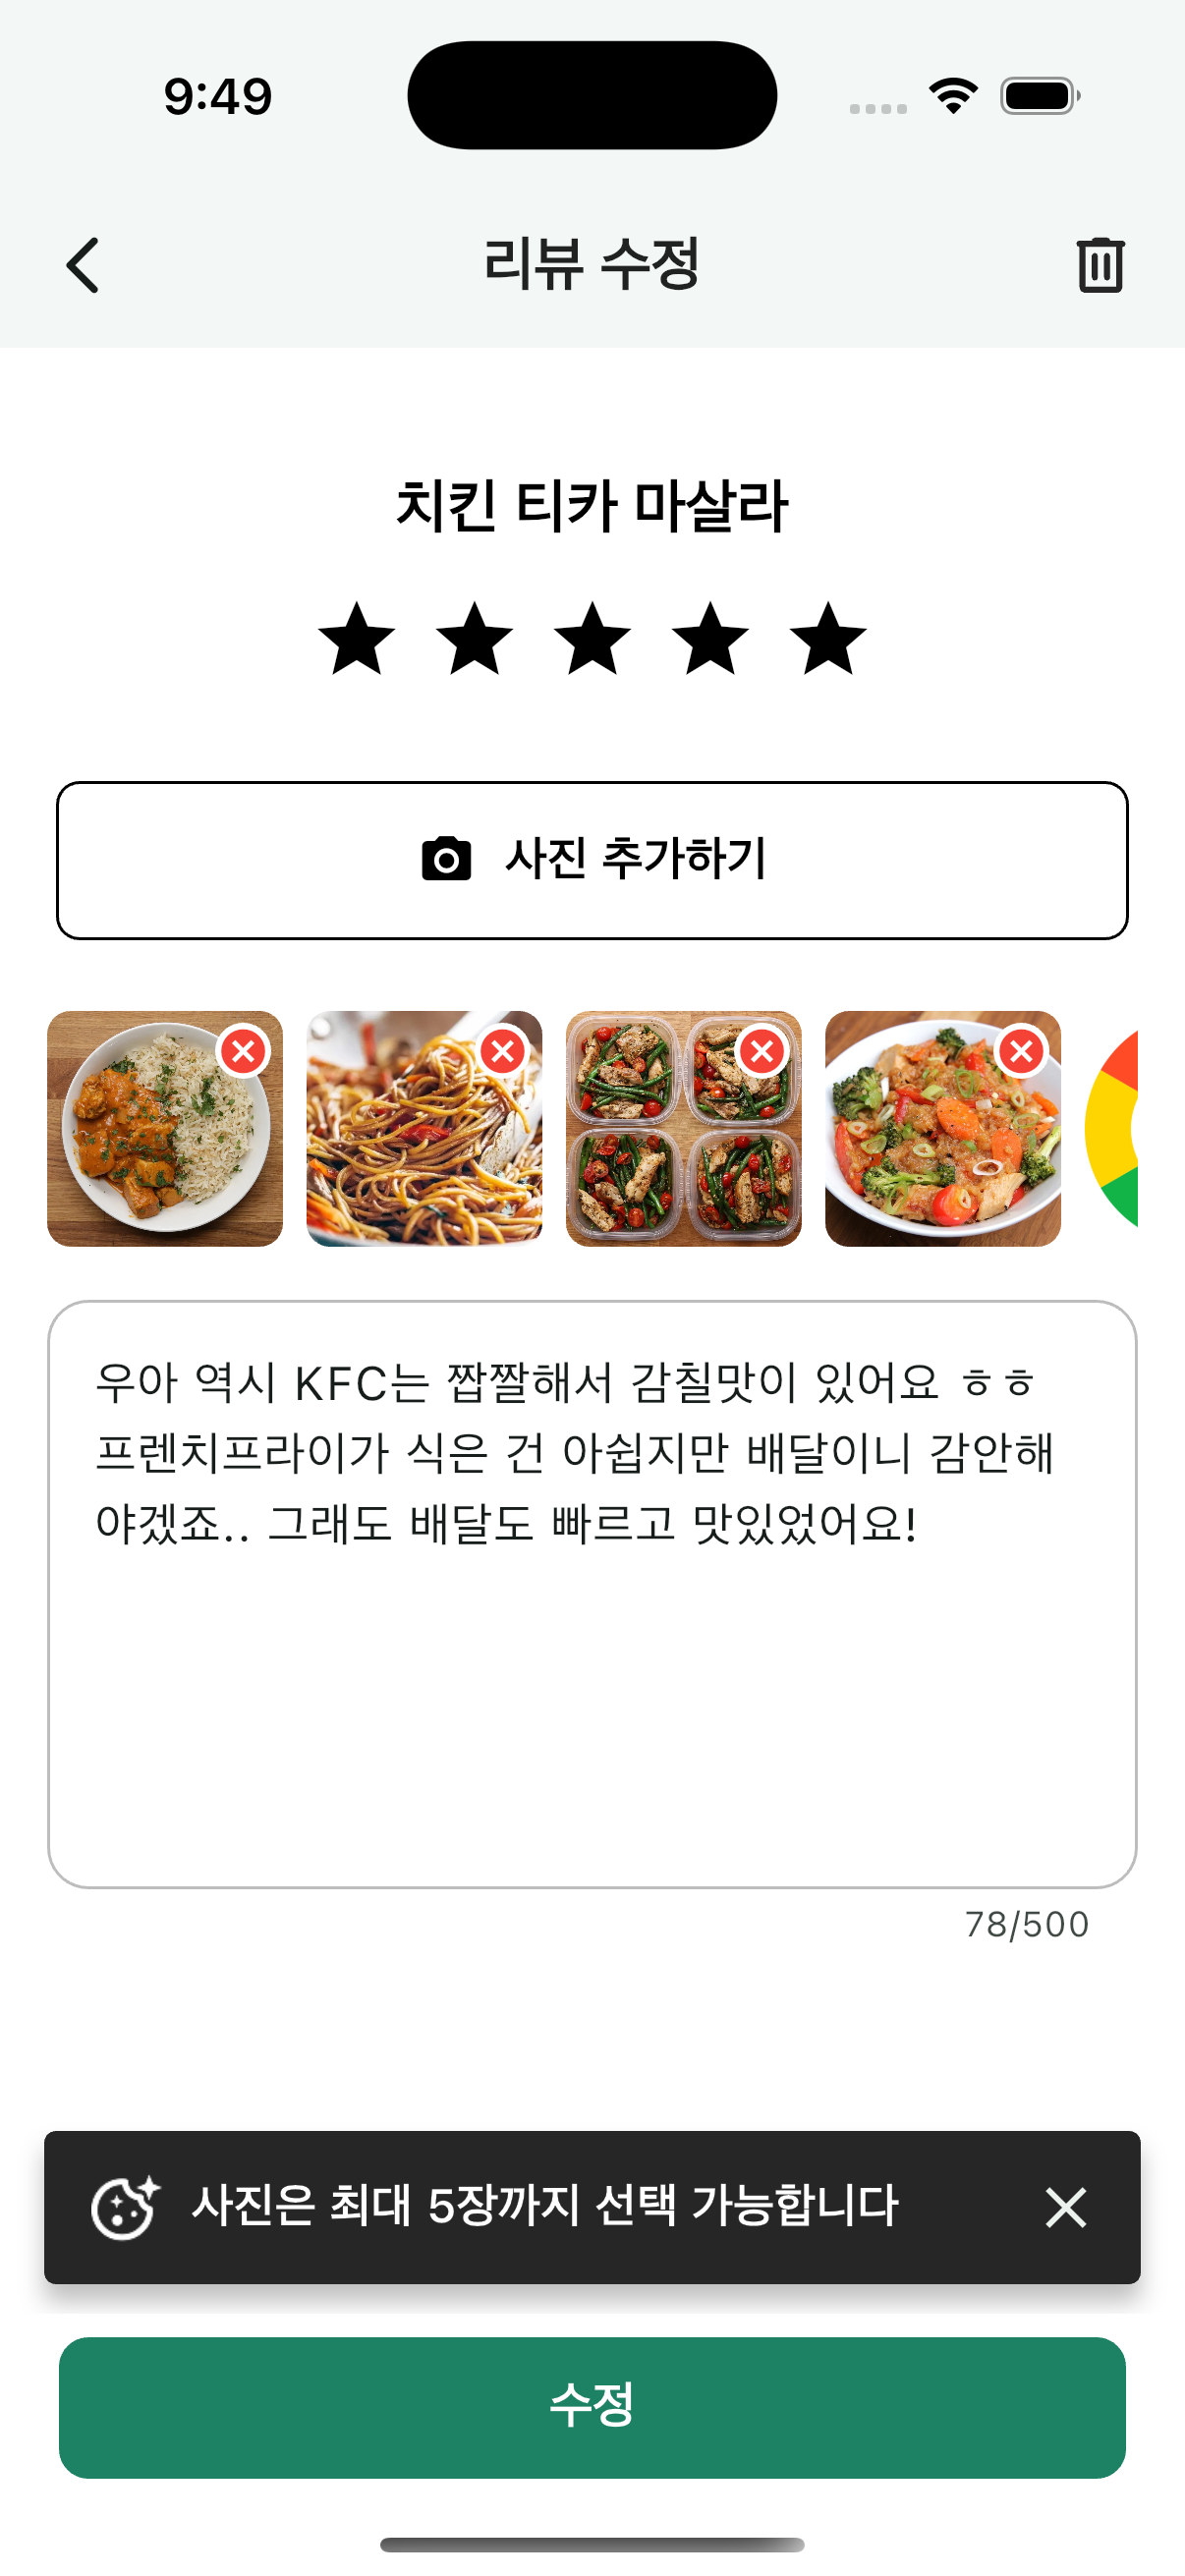 9:49
리뷰 수정
치킨 티카 마살라
사진 추가하기
우아 역시 KFC는 짭짤해서 감칠맛이 있어요 ㅎㅎ
프렌치프라이가 식은 건 아쉽지만 배달이니 감안해
야겠죠.. 그래도 배달도 빠르고 맛있었어요!
78/500
사진은 최대 5장까지 선택 가능합니다
수정